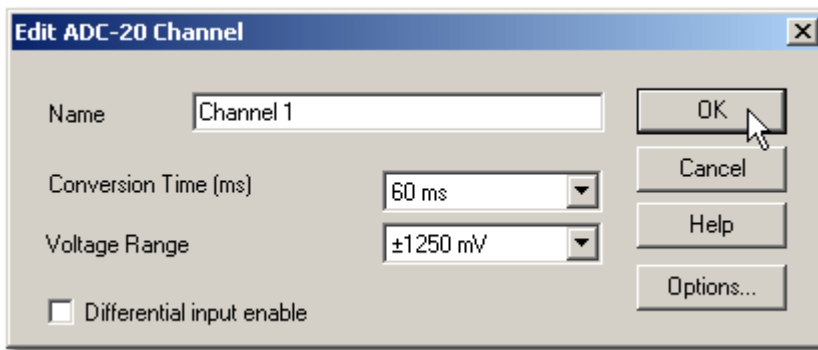 Edit ADC-20 Channel
Name
Channel 1
OK
Conversion Time (ms)
60 ms
Cancel
Voltage Range
±1250 mV
Help
Differential input enable
Options...